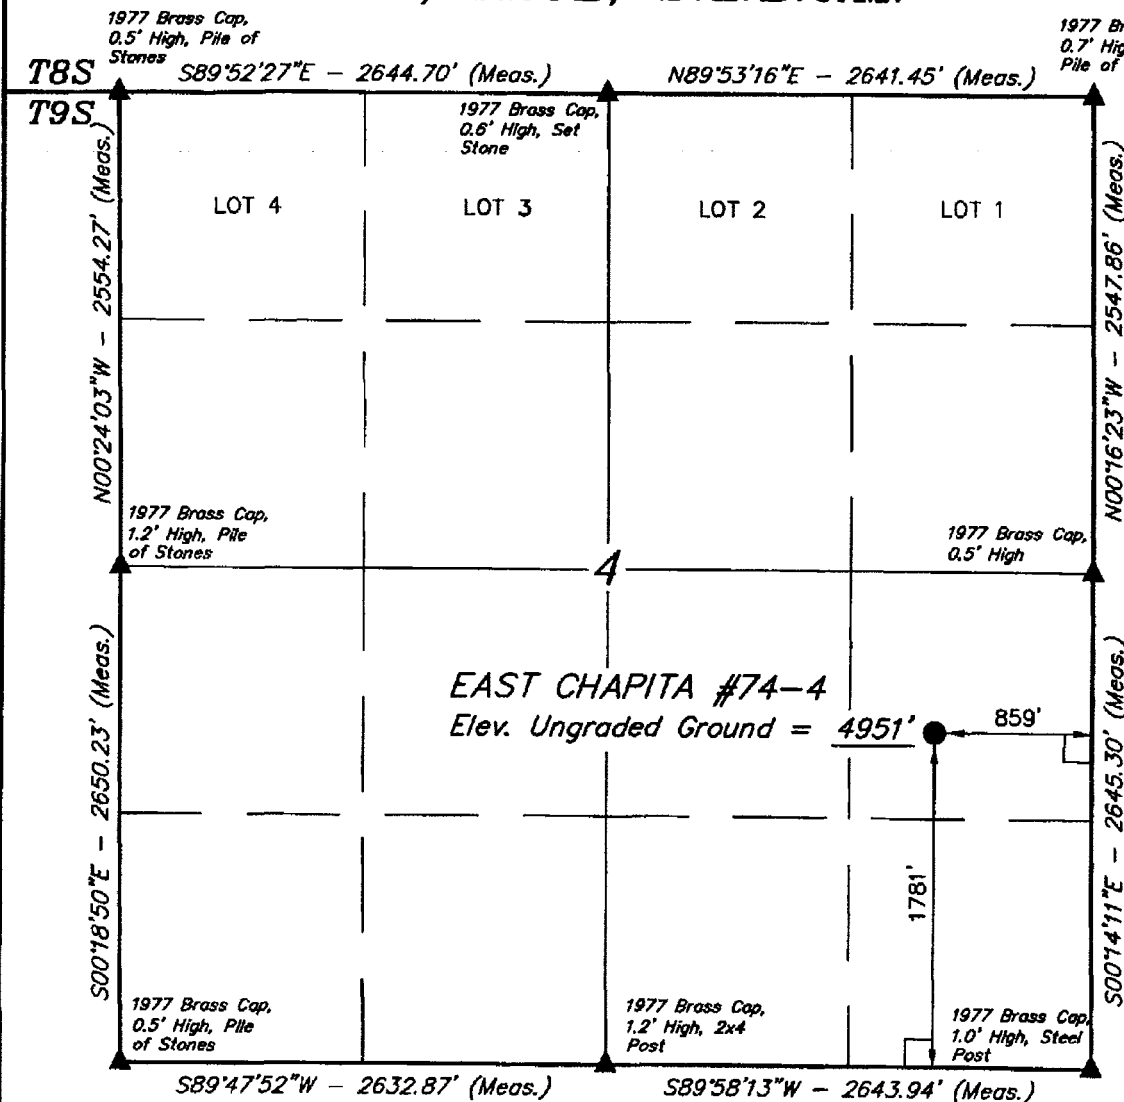 1977 Brass Cap,
0.5' High, Pile of
Stones
1977
0.7'
Pile of
T8S
S89°52'27"E - 2644.70' (Meas.)
N89°53'16"E - 2641.45' (Meas.)
T9S
1977 Brass Cap,
0.6' High, Set
Stone
N00°24'03"W - 2554.27' (Meas.)
LOT 4
LOT 3
LOT 2
LOT 1
N00°16'23"W - 2547.86' (Meas.)
1977 Brass Cap,
1.2' High, Pile
of Stones
1977 Brass Cap,
0.5' High
4
EAST CHAPITA #74-4
Elev. Ungraded Ground = 4951'
859'
S00°18'50"E - 2650.23' (Meas.)
S00°14'11"E - 2645.30' (Meas.)
1781'
1977 Brass Cap,
0.5' High, Pile
of Stones
1977 Brass Cap,
1.2' High, 2x4
Post
1977 Brass Cap,
1.0' High, Steel
Post
S89°47'52"W - 2632.87' (Meas.)
S89°58'13"W - 2643.94' (Meas.)